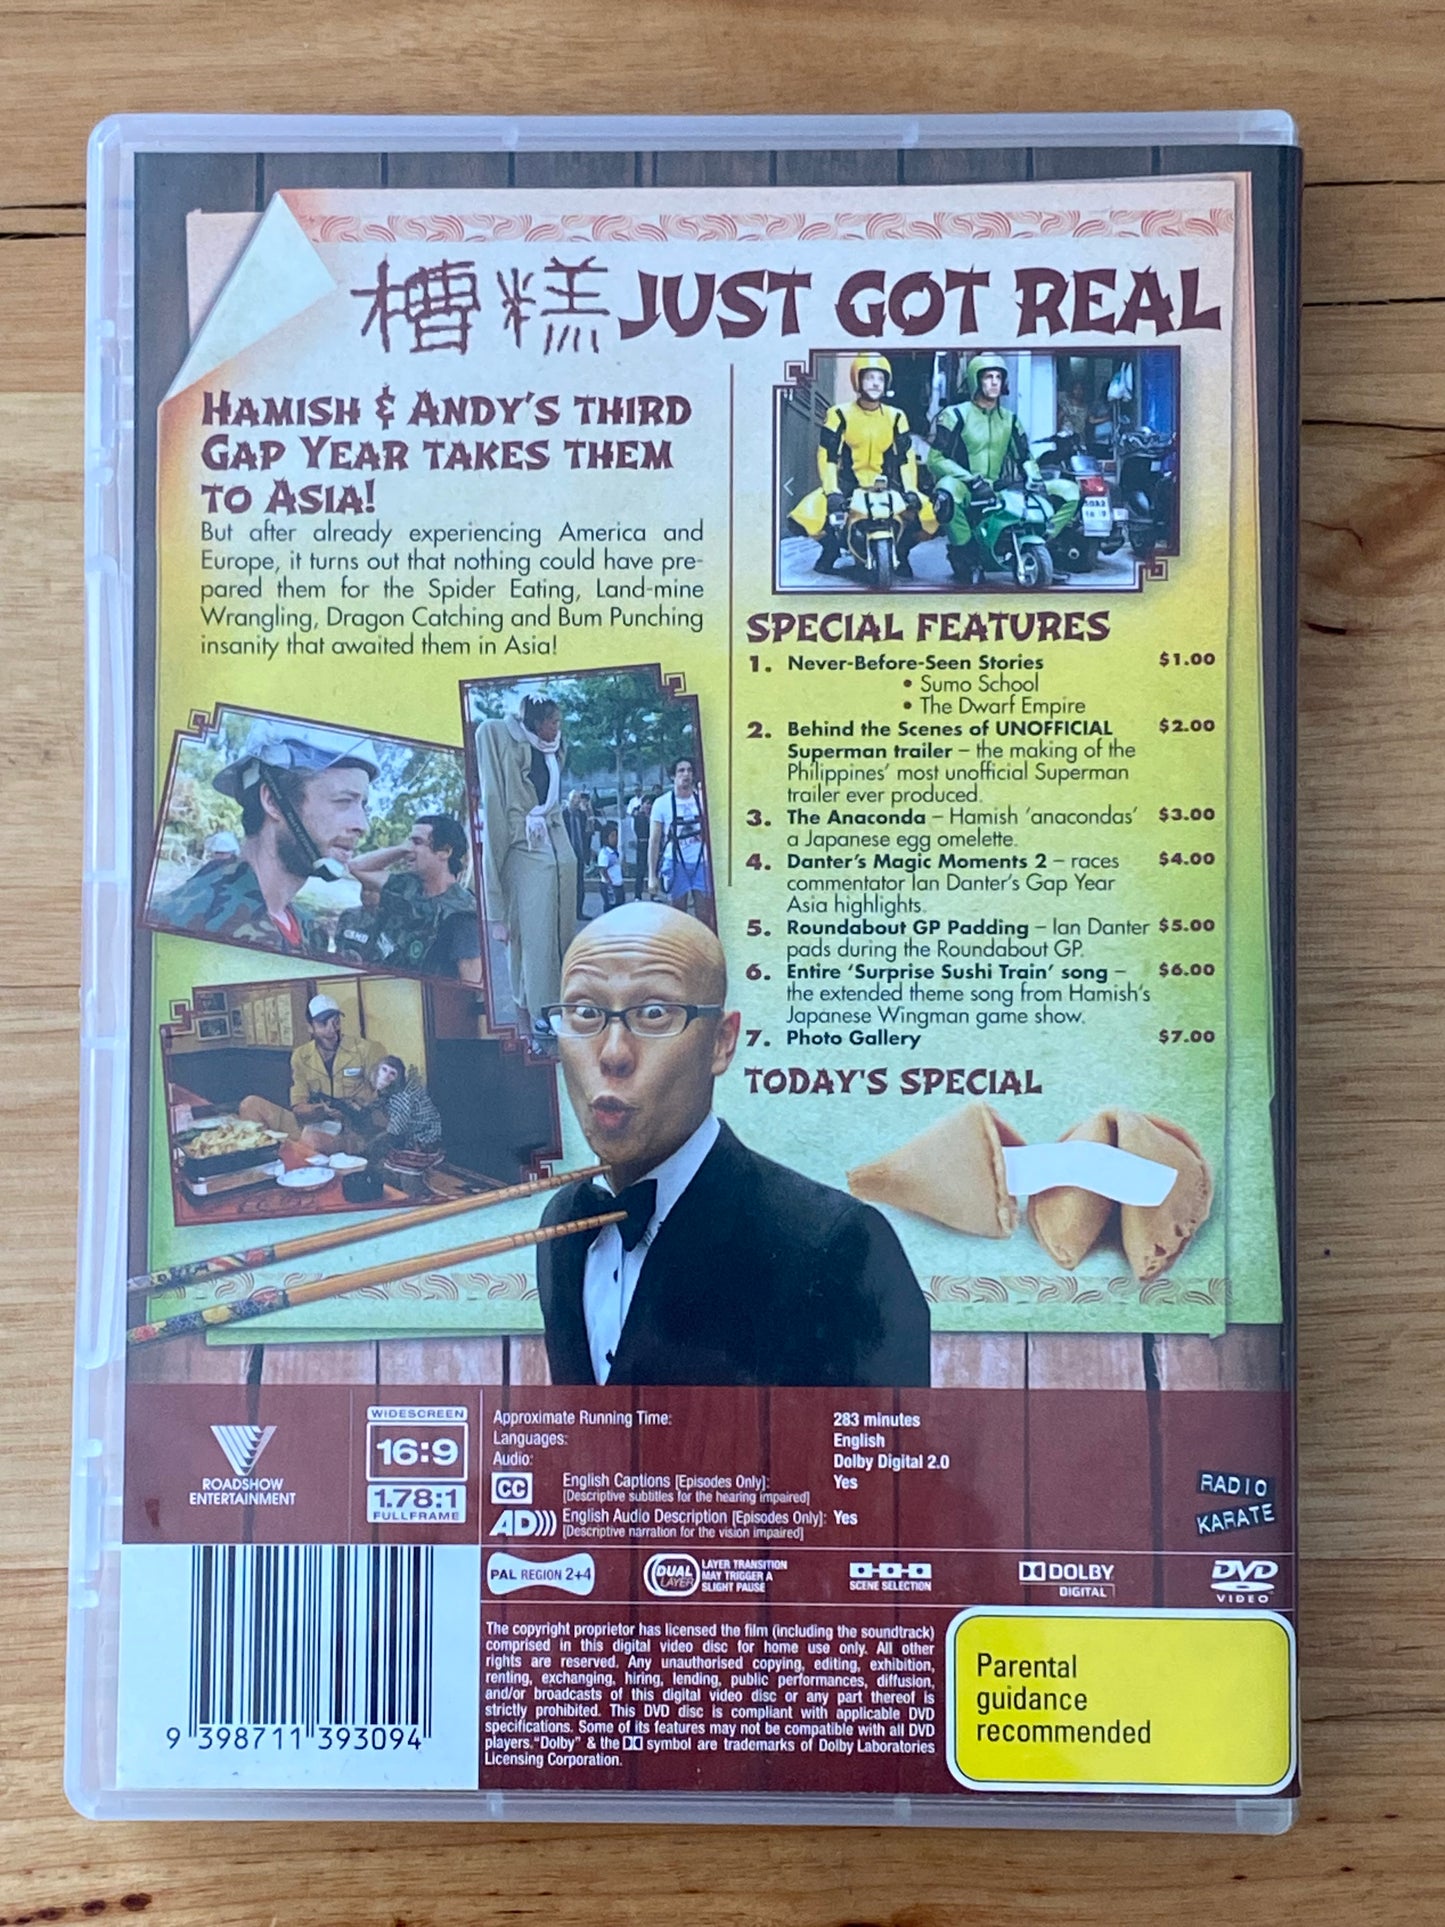 槽糕 JUST GOT REAL
HAMISH & ANDY'S THIRD
GAP YEAR TAKES THEM
TO ASIA!
But after already experiencing America and
Europe, it turns out that nothing could have pre-
pared them for the Spider Eating, Land-mine
Wrangling, Dragon Catching and Bum Punching
insanity that awaited them in Asia!
SPECIAL FEATURES
1. Never-Before-Seen Stories $1.00
• Sumo School
• The Dwarf Empire
2. Behind the Scenes of UNOFFICIAL $2.00
Superman trailer – the making of the
Philippines' most unofficial Superman
trailer ever produced.
3. The Anaconda – Hamish 'anacondas' $3.00
a Japanese egg omelette.
4. Danter's Magic Moments 2 – races $4.00
commentator Ian Danter's Gap Year
Asia highlights.
5. Roundabout GP Padding – Ian Danter $5.00
pads during the Roundabout GP.
6. Entire 'Surprise Sushi Train' song – $6.00
the extended theme song from Hamish's
Japanese Wingman game show.
7. Photo Gallery $7.00
TODAY'S SPECIAL
ROADSHOW
ENTERTAINMENT
WIDESCREEN
16:9
1.78:1
FULLFRAME
Approximate Running Time: 283 minutes
Languages: English
Audio: Dolby Digital 2.0
CC English Captions [Episodes Only]: Yes
[Descriptive subtitles for the hearing impaired]
AD))) English Audio Description [Episodes Only]: Yes
[Descriptive narration for the vision impaired]
RADIO
KARATE
PAL REGION 2+4
DUAL
LAYER
LAYER TRANSITION
MAY TRIGGER A
SLIGHT PAUSE
SCENE SELECTION
DOLBY
DIGITAL
DVD
VIDEO
9 398711 393094
The copyright proprietor has licensed the film (including the soundtrack)
comprised in this digital video disc for home use only. All other
rights are reserved. Any unauthorised copying, editing, exhibition,
renting, exchanging, hiring, lending, public performances, diffusion,
and/or broadcasts of this digital video disc or any part thereof is
strictly prohibited. This DVD disc is compliant with applicable DVD
specifications. Some of its features may not be compatible with all DVD
players."Dolby" & the symbol are trademarks of Dolby Laboratories
Licensing Corporation.
Parental
guidance
recommended